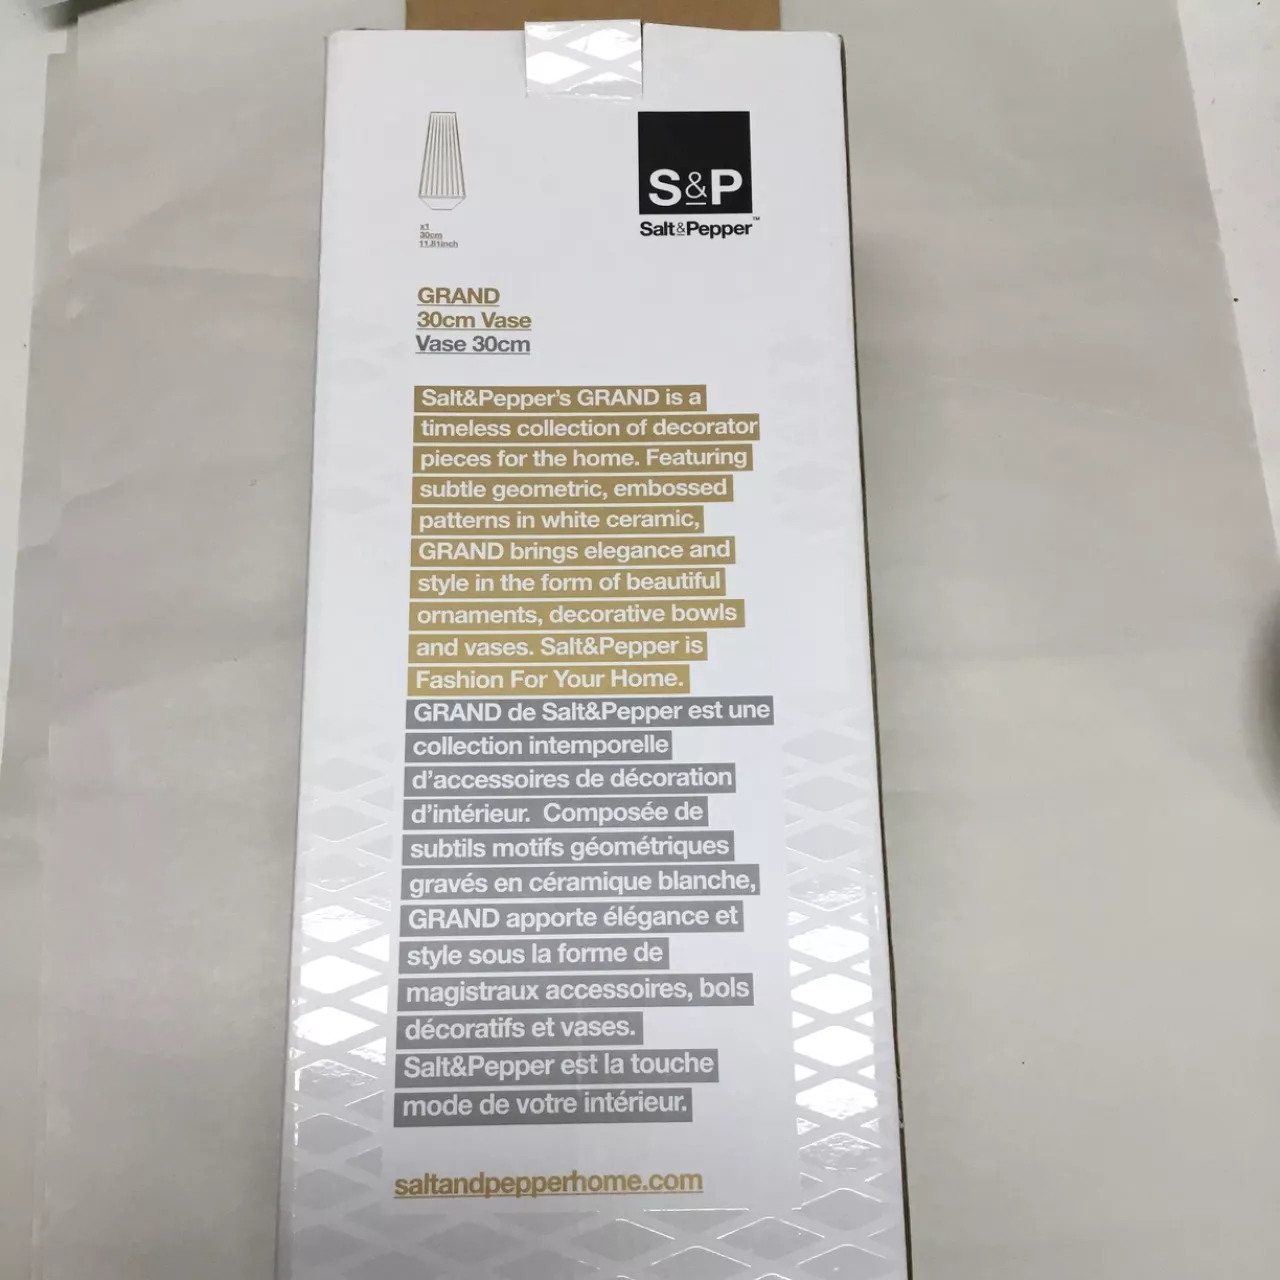 x1
30cm
11.81inch
S&P
Salt&Pepper™
GRAND
30cm Vase
Vase 30cm
Salt&Pepper's GRAND is a
timeless collection of decorator
pieces for the home. Featuring
subtle geometric, embossed
patterns in white ceramic,
GRAND brings elegance and
style in the form of beautiful
ornaments, decorative bowls
and vases. Salt&Pepper is
Fashion For Your Home.
GRAND de Salt&Pepper est une
collection intemporelle
d'accessoires de décoration
d'intérieur. Composée de
subtils motifs géométriques
gravés en céramique blanche,
GRAND apporte élégance et
style sous la forme de
magistraux accessoires, bols
décoratifs et vases.
Salt&Pepper est la touche
mode de votre intérieur.
saltandpepperhome.com